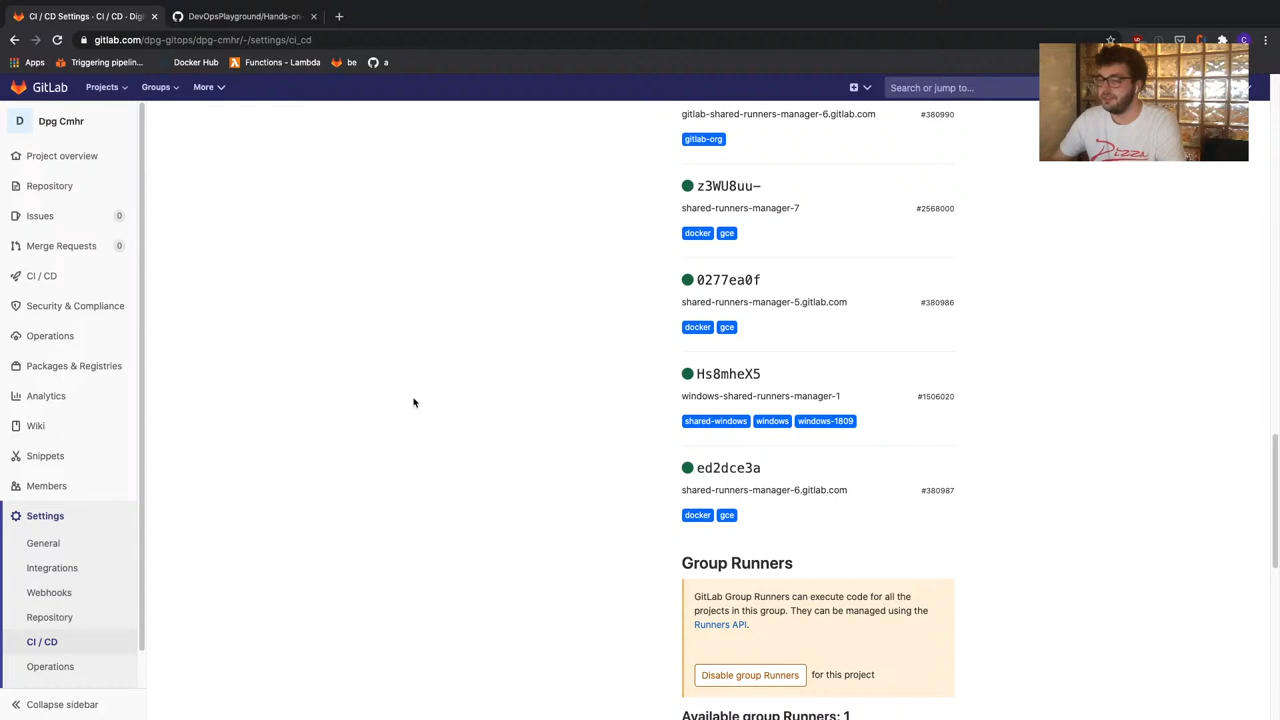 CI / CD Settings · CI / CD · Digi
DevOpsPlayground/Hands-on-
gitlab.com/dpg-gitops/dpg-cmhr/-/settings/ci_cd
Apps
Triggering pipelin...
Docker Hub
Functions - Lambda
be
a
GitLab
Projects
Groups
More
Search or jump to...
D
Dpg Cmhr
Project overview
Repository
Issues
0
Merge Requests
0
CI / CD
Security & Compliance
Operations
Packages & Registries
Analytics
Wiki
Snippets
Members
Settings
General
Integrations
Webhooks
Repository
CI / CD
Operations
Collapse sidebar
gitlab-shared-runners-manager-6.gitlab.com
#380990
gitlab-org
z3WU8uu-
shared-runners-manager-7
#2568000
docker
gce
0277ea0f
shared-runners-manager-5.gitlab.com
#380986
docker
gce
Hs8mheX5
windows-shared-runners-manager-1
#1506020
shared-windows
windows
windows-1809
ed2dce3a
shared-runners-manager-6.gitlab.com
#380987
docker
gce
Group Runners
GitLab Group Runners can execute code for all the
projects in this group. They can be managed using the
Runners API.
Disable group Runners
for this project
Available group Runners: 1